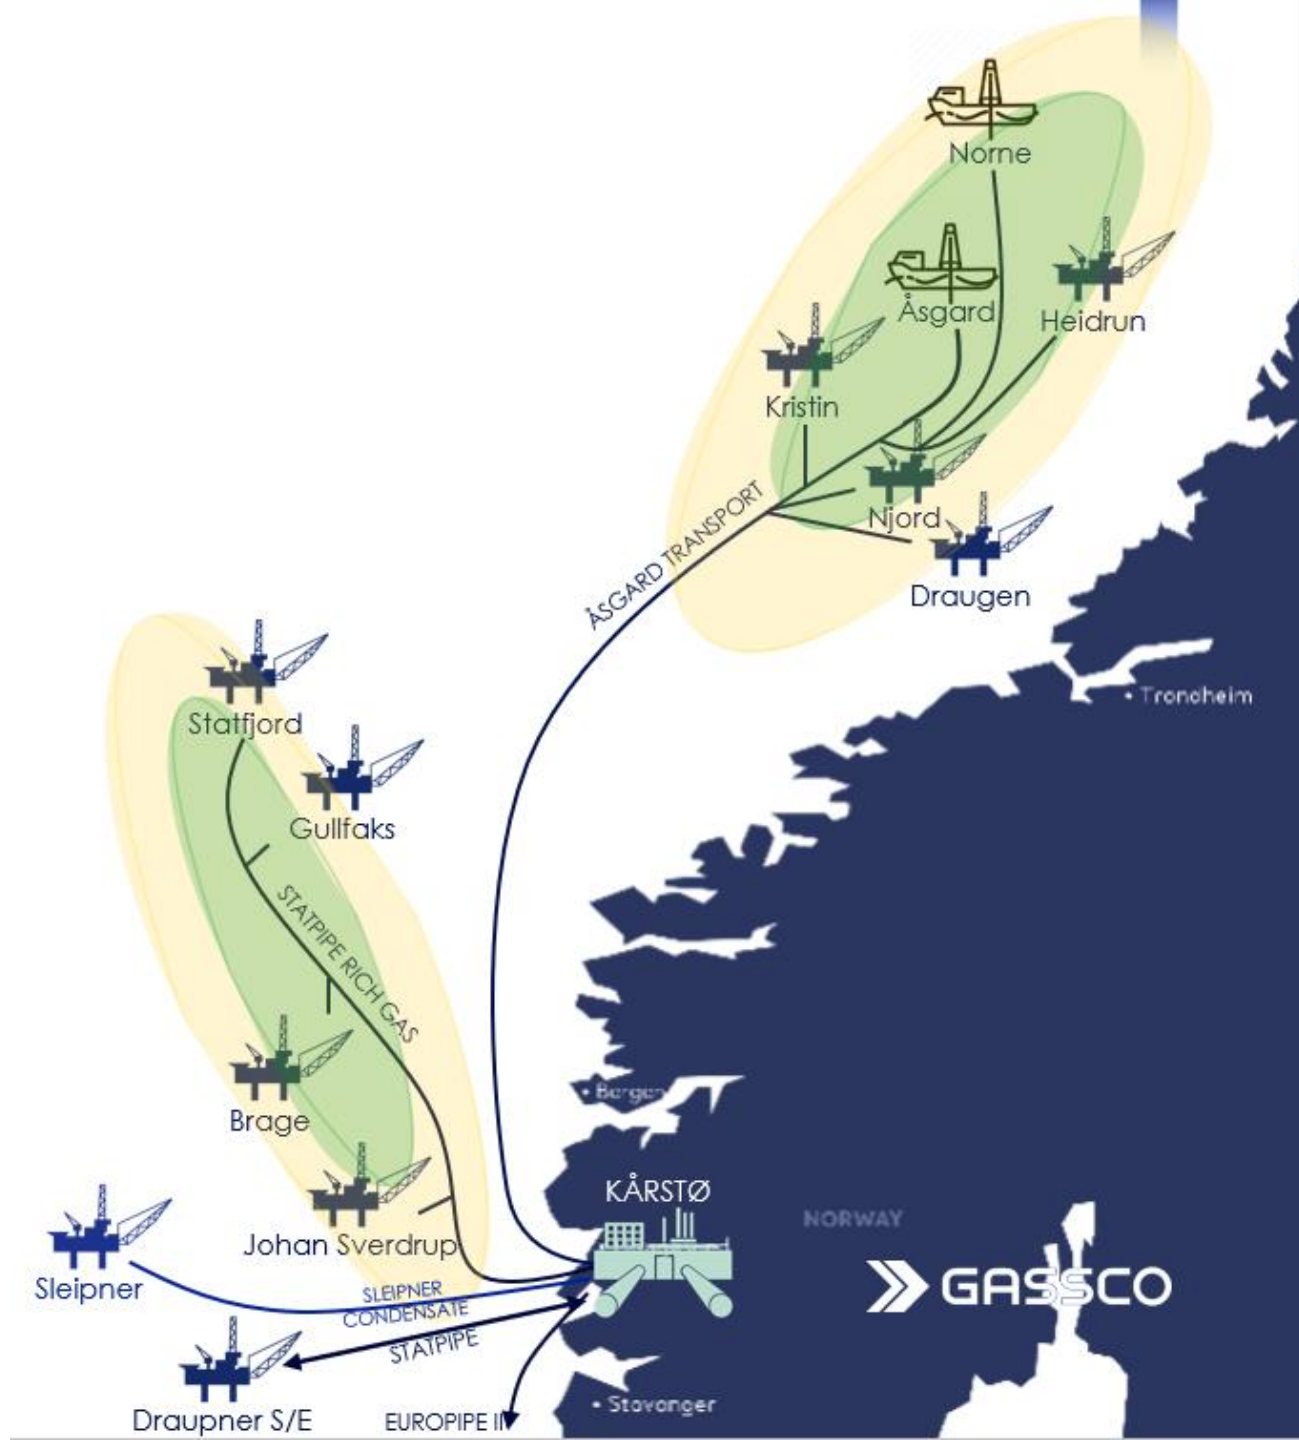 Norne
Åsgard
Heidrun
Kristin
Njord
Draugen
ÅSGARD TRANSPORT
Trondheim
Statfjord
Gullfaks
STATPIPE RICH GAS
Brage
Bergen
KÅRSTØ
NORWAY
Johan Sverdrup
Sleipner
SLEIPNER
CONDENSATE
GASSCO
STATPIPE
Draupner S/E
EUROPIPE II
Stavanger